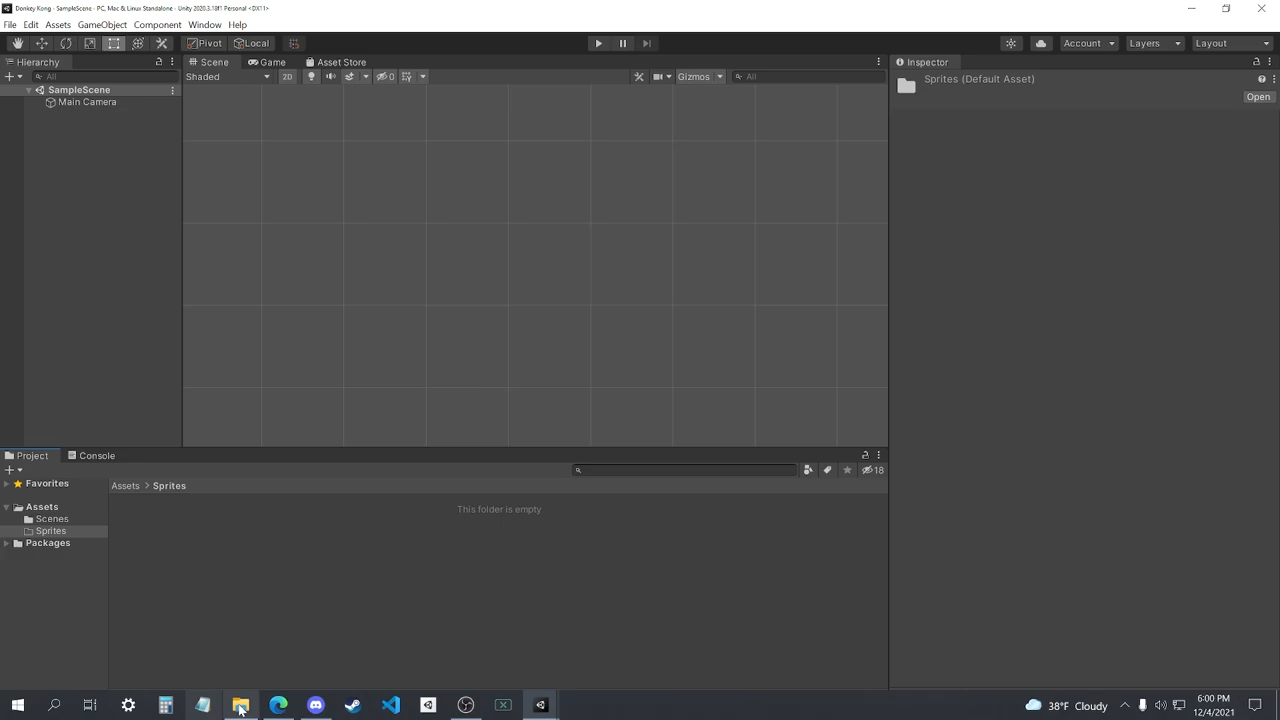 Donkey Kong - SampleScene - PC, Mac & Linux Standalone - Unity 2020.3.18f1 Personal <DX11>
File Edit Assets GameObject Component Window Help
Pivot Local Account Layers Layout
Hierarchy Scene Game Asset Store Inspector
All Shaded 2D 0 Gizmos All
Sprites (Default Asset)
Open
SampleScene
Main Camera
Project Console
18
Favorites
Assets > Sprites
Assets
Scenes
Sprites
Packages
This folder is empty
38°F Cloudy
6:00 PM
12/4/2021